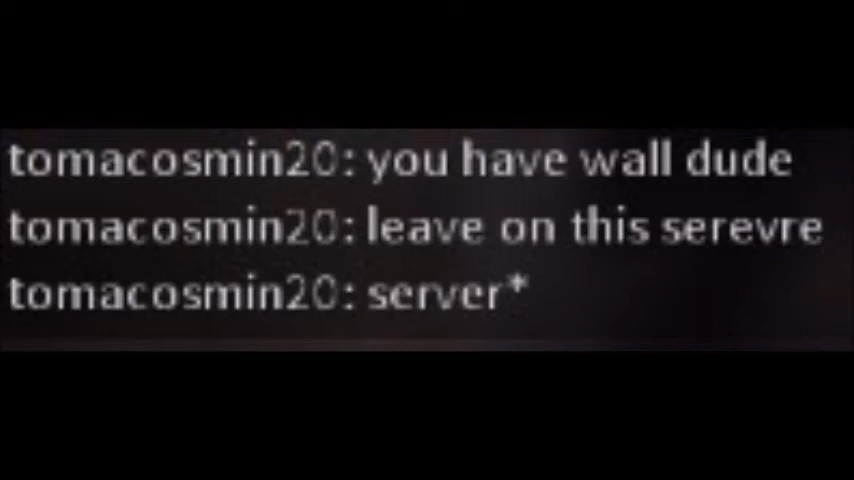 tomacosmin20: you have wall dude
tomacosmin20: leave on this serevre
tomacosmin20: server*